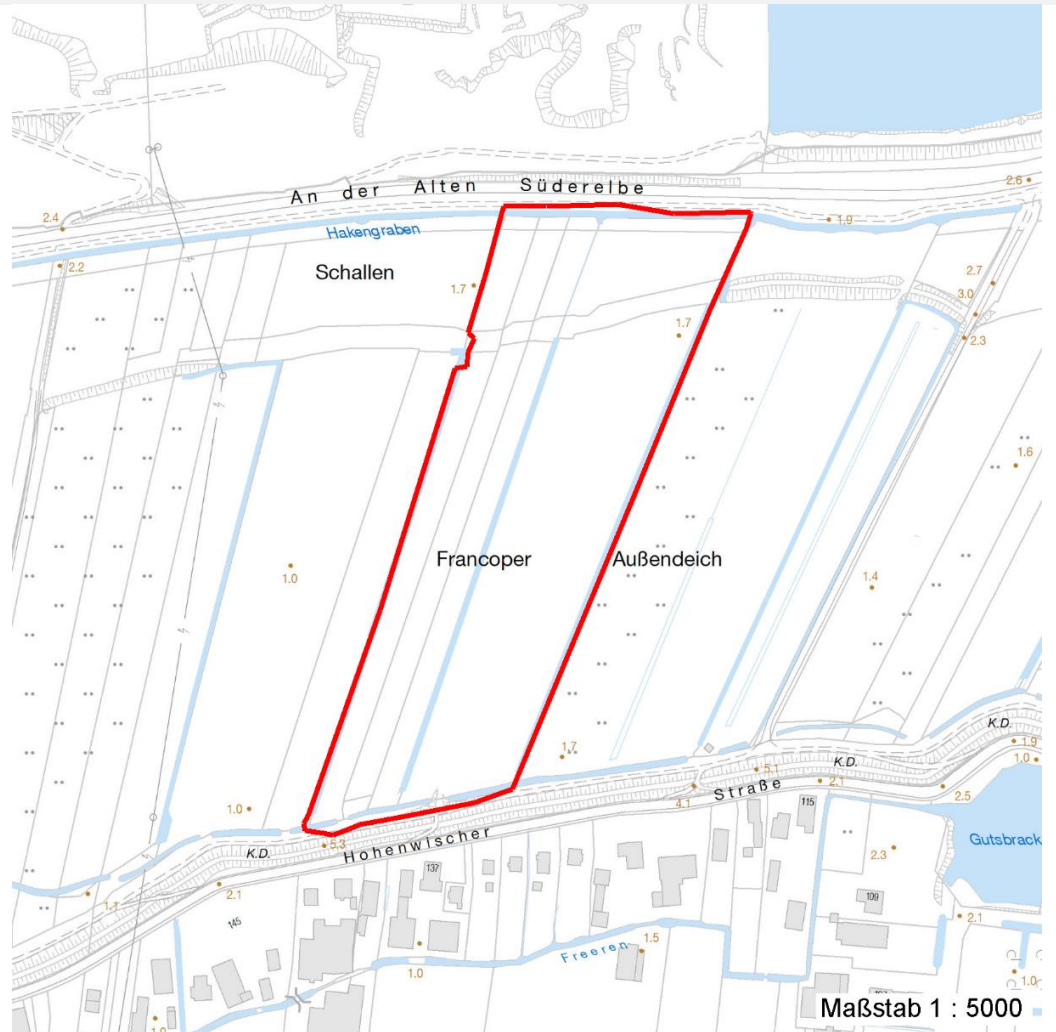 An der Alten Süderelbe
2.6
2.4
1.9
Hakengraben
2.2
Schallen
2.7
1.7
3.0
1.7
2.3
1.6
Francoper
Außendeich
1.0
1.4
K.D.
1.7
1.9
1.0
5.1
K.D.
4.1
2.1
2.5
1.0
Straße
115
5.3
Hohenwischer
Gutsbrack
K.D.
2.3
137
2.1
109
1.1
145
2.1
1.5
Freeren
1.0
1.0
1.0
Maßstab 1 : 5000